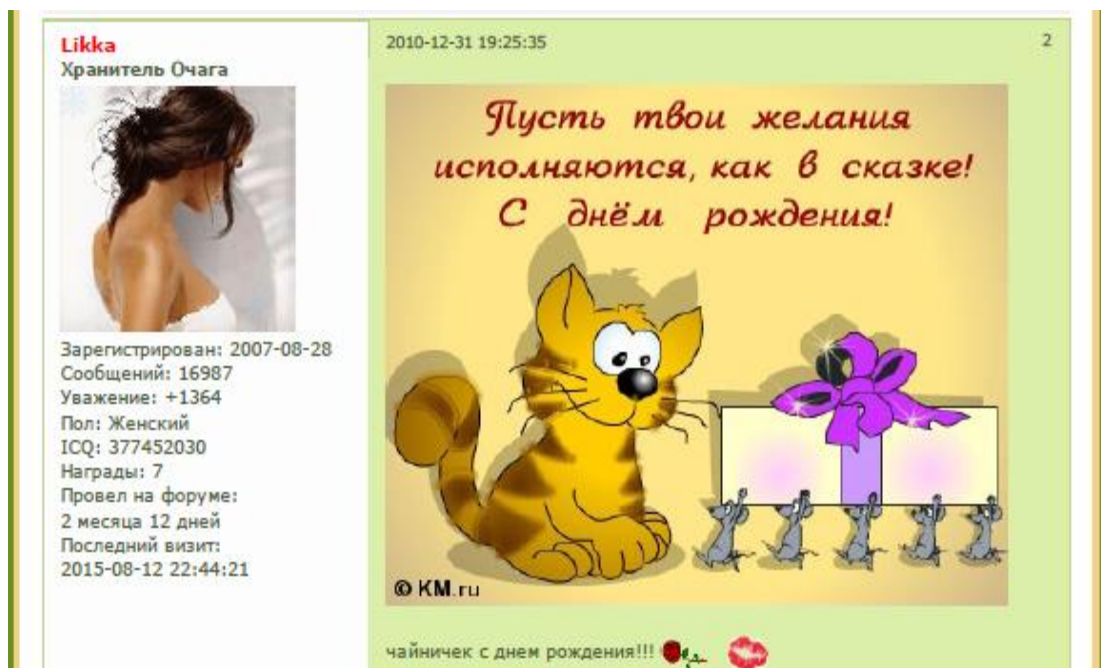 Likka
Хранитель Очага
Зарегистрирован: 2007-08-28
Сообщений: 16987
Уважение: +1364
Пол: Женский
ICQ: 377452030
Награды: 7
Провел на форуме:
2 месяца 12 дней
Последний визит:
2015-08-12 22:44:21
2010-12-31 19:25:35 2
Пусть твои желания
исполняются, как в сказке!
С днём рождения!
© KM.ru
чайничек с днем рождения!!!